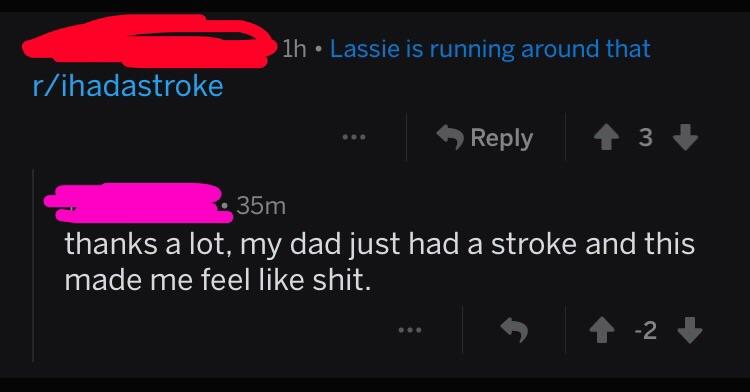 1h • Lassie is running around that
r/ihadastroke
... Reply 3
• 35m
thanks a lot, my dad just had a stroke and this
made me feel like shit.
... -2